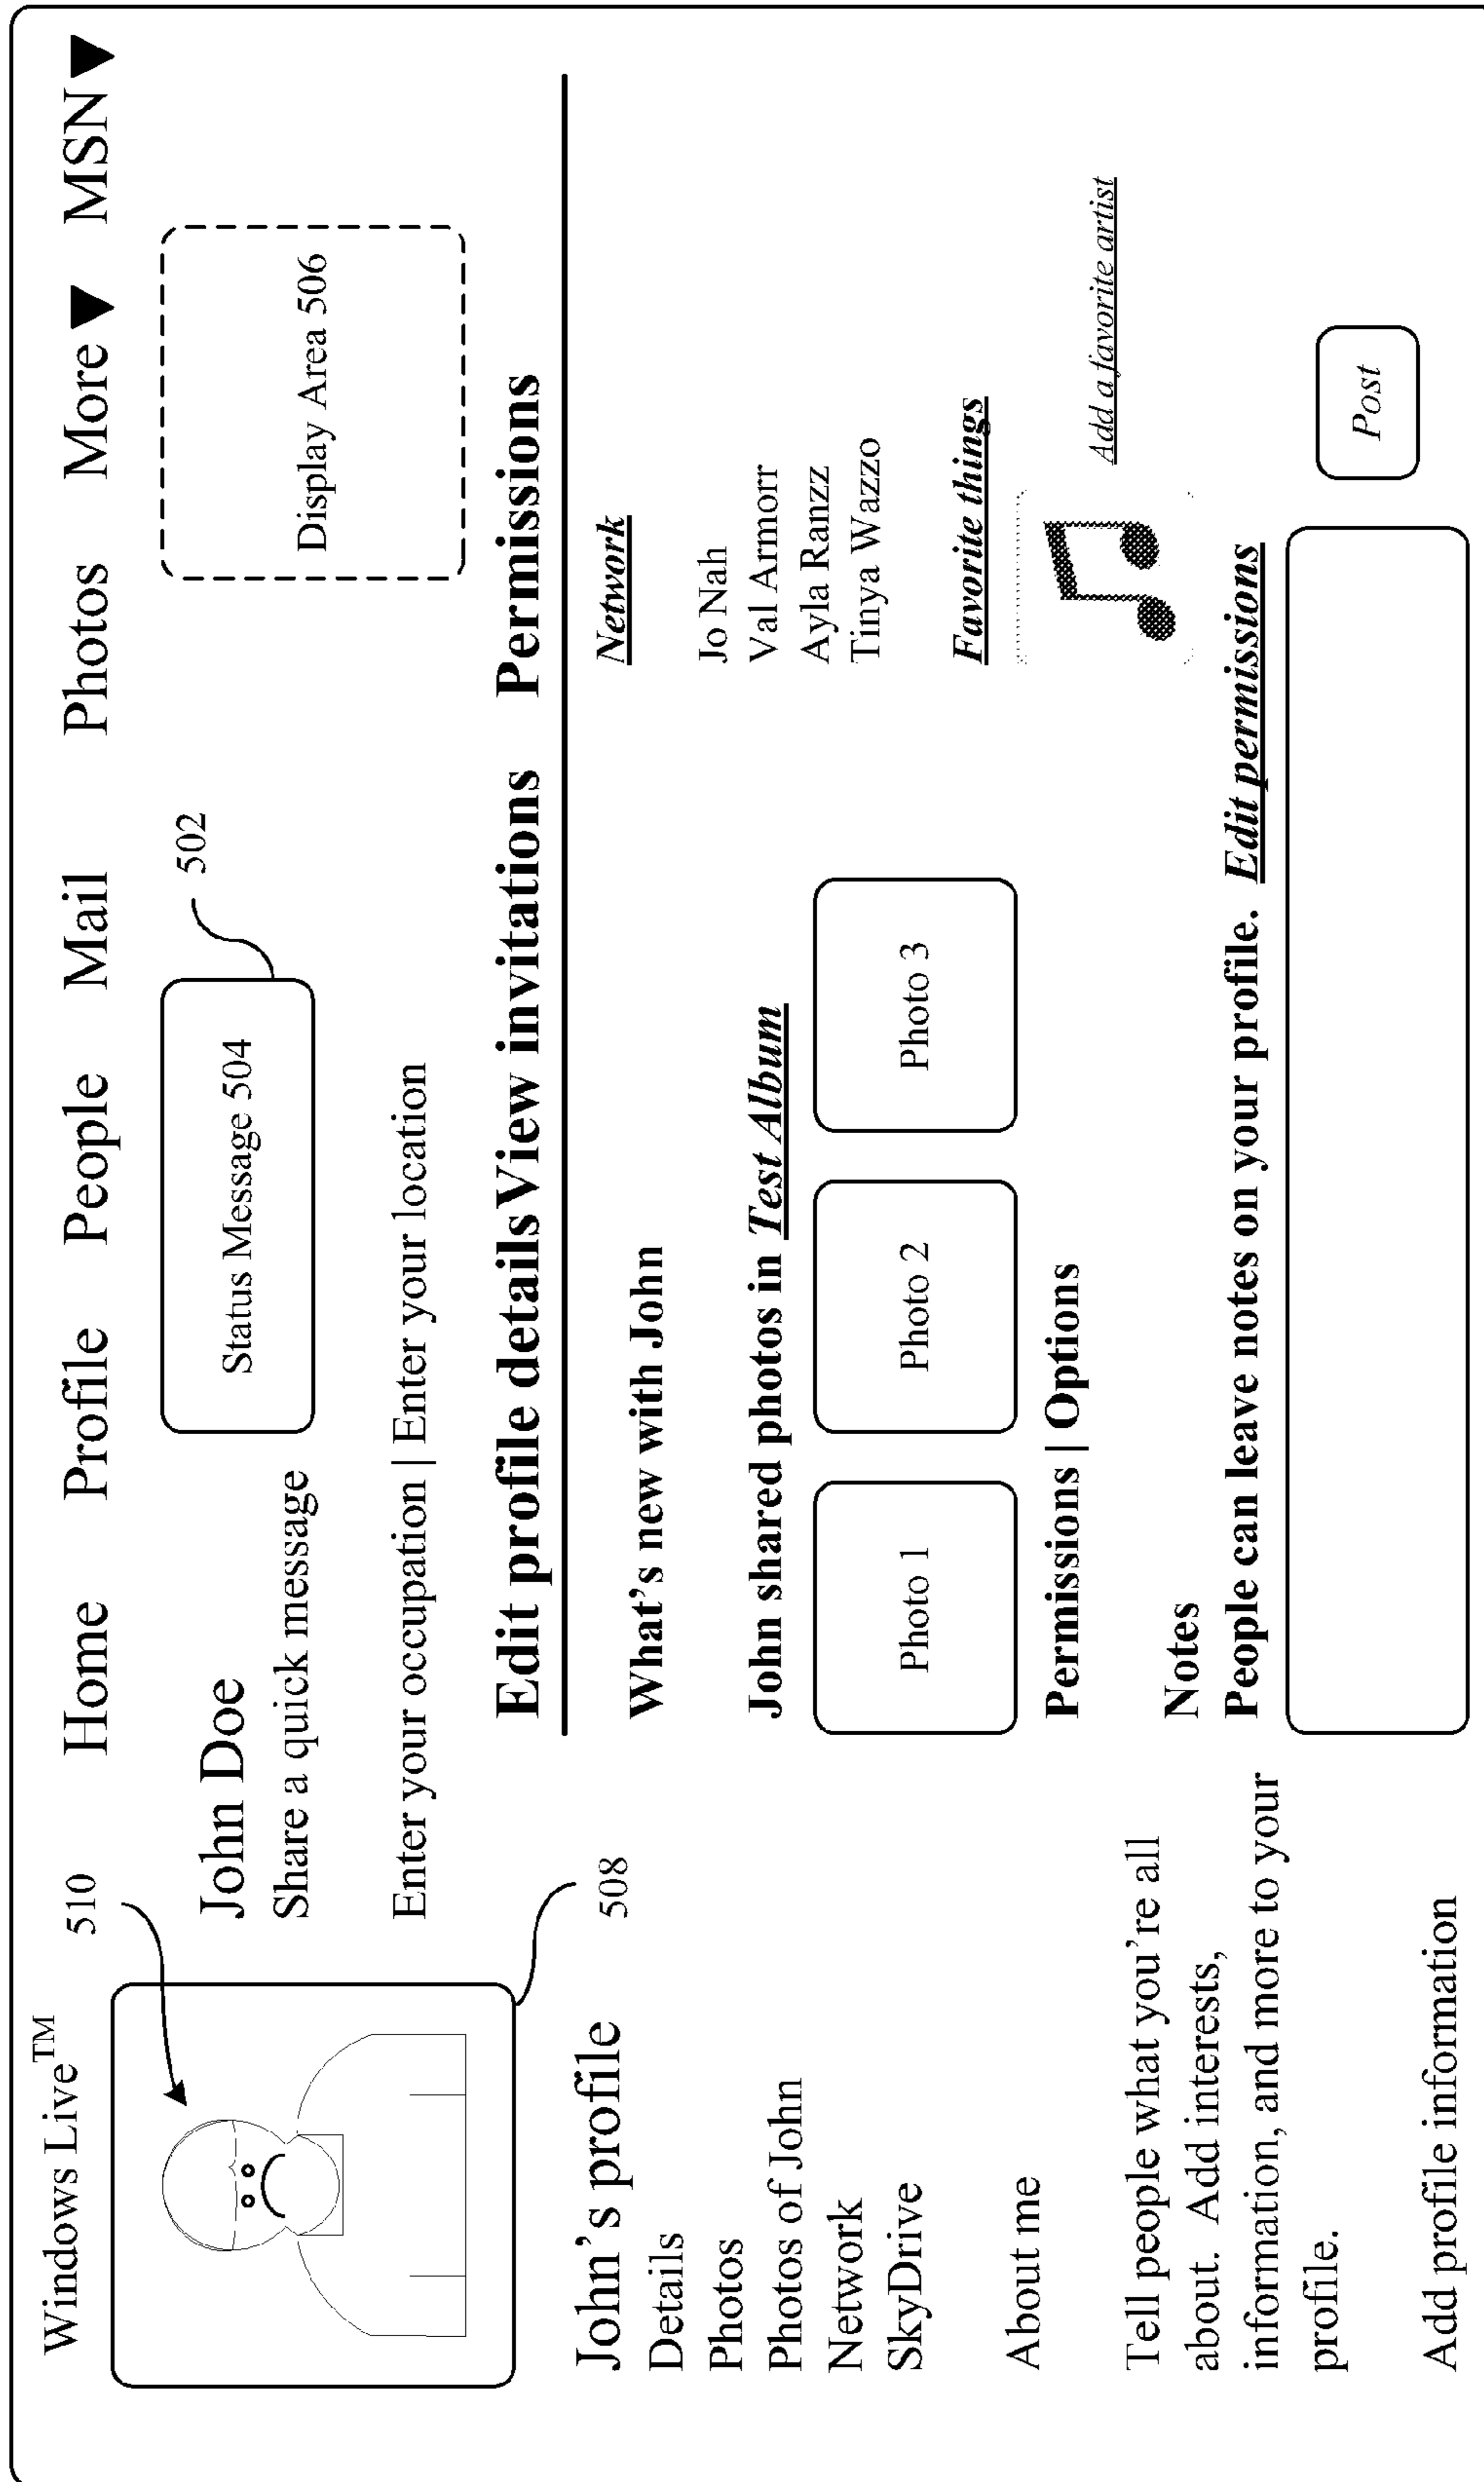 Windows Live™
Home Profile People Mail Photos More MSN
510
John Doe
Share a quick message
Status Message 504
502
Display Area 506
Enter your occupation | Enter your location
Edit profile details View invitations Permissions
508
John's profile
Details
Photos
Photos of John
Network
SkyDrive
About me
Tell people what you're all
about. Add interests,
information, and more to your
profile.
Add profile information
What's new with John
John shared photos in Test Album
Photo 1 Photo 2 Photo 3
Permissions | Options
Notes
People can leave notes on your profile. Edit permissions
Network
Jo Nah
Val Armorr
Ayla Ranzz
Tinya Wazzo
Favorite things
Add a favorite artist
Post